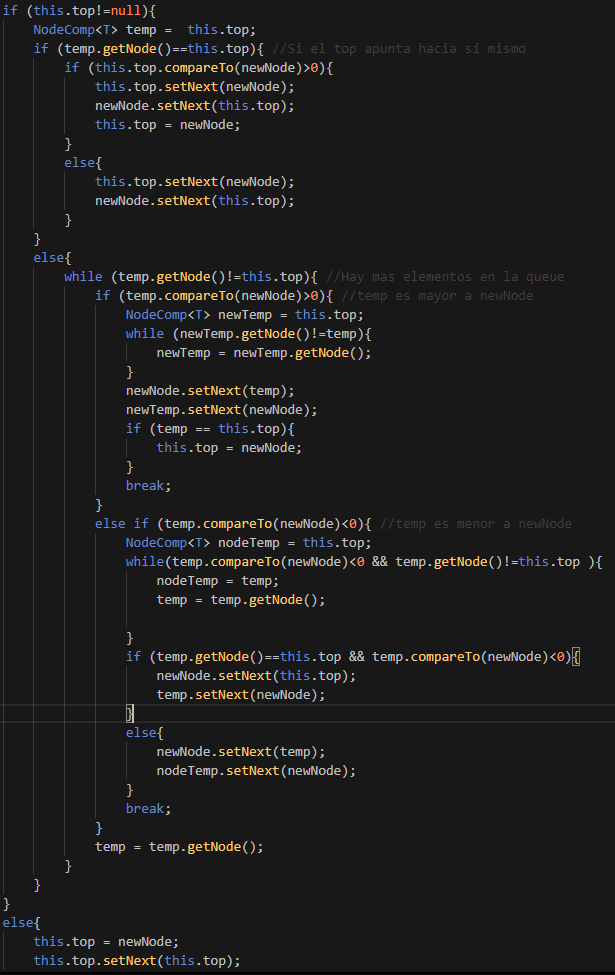 if (this.top!=null){
    NodeComp<T> temp =  this.top;
    if (temp.getNode()==this.top){ //Si el top apunta hacia sí mismo
        if (this.top.compareTo(newNode)>0){
            this.top.setNext(newNode);
            newNode.setNext(this.top);
            this.top = newNode;
        }
        else{
            this.top.setNext(newNode);
            newNode.setNext(this.top);
        }
    }
    else{
        while (temp.getNode()!=this.top){ //Hay mas elementos en la queue
            if (temp.compareTo(newNode)>0){ //temp es mayor a newNode
                NodeComp<T> newTemp = this.top;
                while (newTemp.getNode()!=temp){
                    newTemp = newTemp.getNode();
                }
                newNode.setNext(temp);
                newTemp.setNext(newNode);
                if (temp == this.top){
                    this.top = newNode;
                }
                break;
            }
            else if (temp.compareTo(newNode)<0){ //temp es menor a newNode
                NodeComp<T> nodeTemp = this.top;
                while(temp.compareTo(newNode)<0 && temp.getNode()!=this.top ){
                    nodeTemp = temp;
                    temp = temp.getNode();
                }
                if (temp.getNode()==this.top && temp.compareTo(newNode)<0){
                    newNode.setNext(this.top);
                    temp.setNext(newNode);
                }
                else{
                    newNode.setNext(temp);
                    nodeTemp.setNext(newNode);
                }
                break;
            }
            temp = temp.getNode();
        }
    }
}
else{
    this.top = newNode;
    this.top.setNext(this.top);